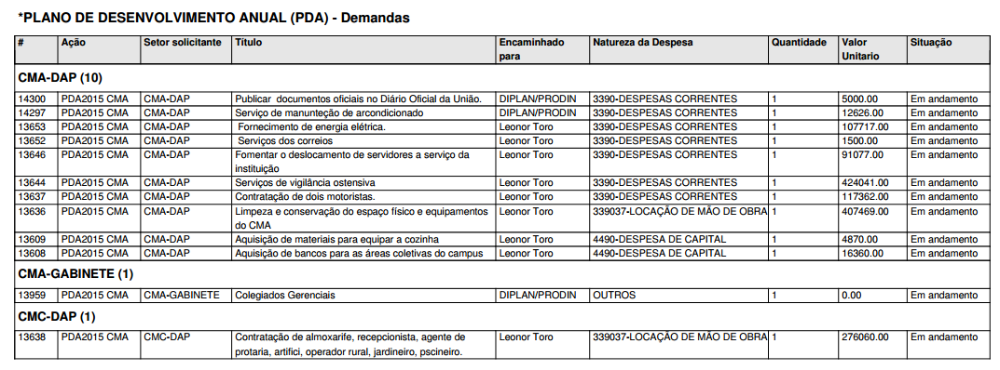 *PLANO DE DESENVOLVIMENTO ANUAL (PDA) - Demandas
# Ação Setor solicitante Título Encaminhado para Natureza da Despesa Quantidade Valor Unitario Situação
CMA-DAP (10)
14300 PDA2015 CMA CMA-DAP Publicar documentos oficiais no Diário Oficial da União. DIPLAN/PRODIN 3390-DESPESAS CORRENTES 1 5000.00 Em andamento
14297 PDA2015 CMA CMA-DAP Serviço de manunteção de arcondicionado DIPLAN/PRODIN 3390-DESPESAS CORRENTES 1 12626.00 Em andamento
13653 PDA2015 CMA CMA-DAP Fornecimento de energia elétrica. Leonor Toro 3390-DESPESAS CORRENTES 1 107717.00 Em andamento
13652 PDA2015 CMA CMA-DAP Serviços dos correios Leonor Toro 3390-DESPESAS CORRENTES 1 1500.00 Em andamento
13646 PDA2015 CMA CMA-DAP Fomentar o deslocamento de servidores a serviço da Leonor Toro 3390-DESPESAS CORRENTES 1 91077.00 Em andamento
instituição
13644 PDA2015 CMA CMA-DAP Serviços de vigilância ostensiva Leonor Toro 3390-DESPESAS CORRENTES 1 424041.00 Em andamento
13637 PDA2015 CMA CMA-DAP Contratação de dois motoristas. Leonor Toro 3390-DESPESAS CORRENTES 1 117362.00 Em andamento
13636 PDA2015 CMA CMA-DAP Limpeza e conservação do espaço físico e equipamentos Leonor Toro 339037-LOCAÇÃO DE MÃO DE OBRA 1 407469.00 Em andamento
do CMA
13609 PDA2015 CMA CMA-DAP Aquisição de materiais para equipar a cozinha Leonor Toro 4490-DESPESA DE CAPITAL 1 4870.00 Em andamento
13608 PDA2015 CMA CMA-DAP Aquisição de bancos para as áreas coletivas do campus Leonor Toro 4490-DESPESA DE CAPITAL 1 16360.00 Em andamento
CMA-GABINETE (1)
13959 PDA2015 CMA CMA-GABINETE Colegiados Gerenciais DIPLAN/PRODIN OUTROS 1 0.00 Em andamento
CMC-DAP (1)
13638 PDA2015 CMA CMC-DAP Contratação de almoxarife, recepcionista, agente de Leonor Toro 339037-LOCAÇÃO DE MÃO DE OBRA 1 276060.00 Em andamento
protaria, artifici, operador rural, jardineiro, pscineiro.